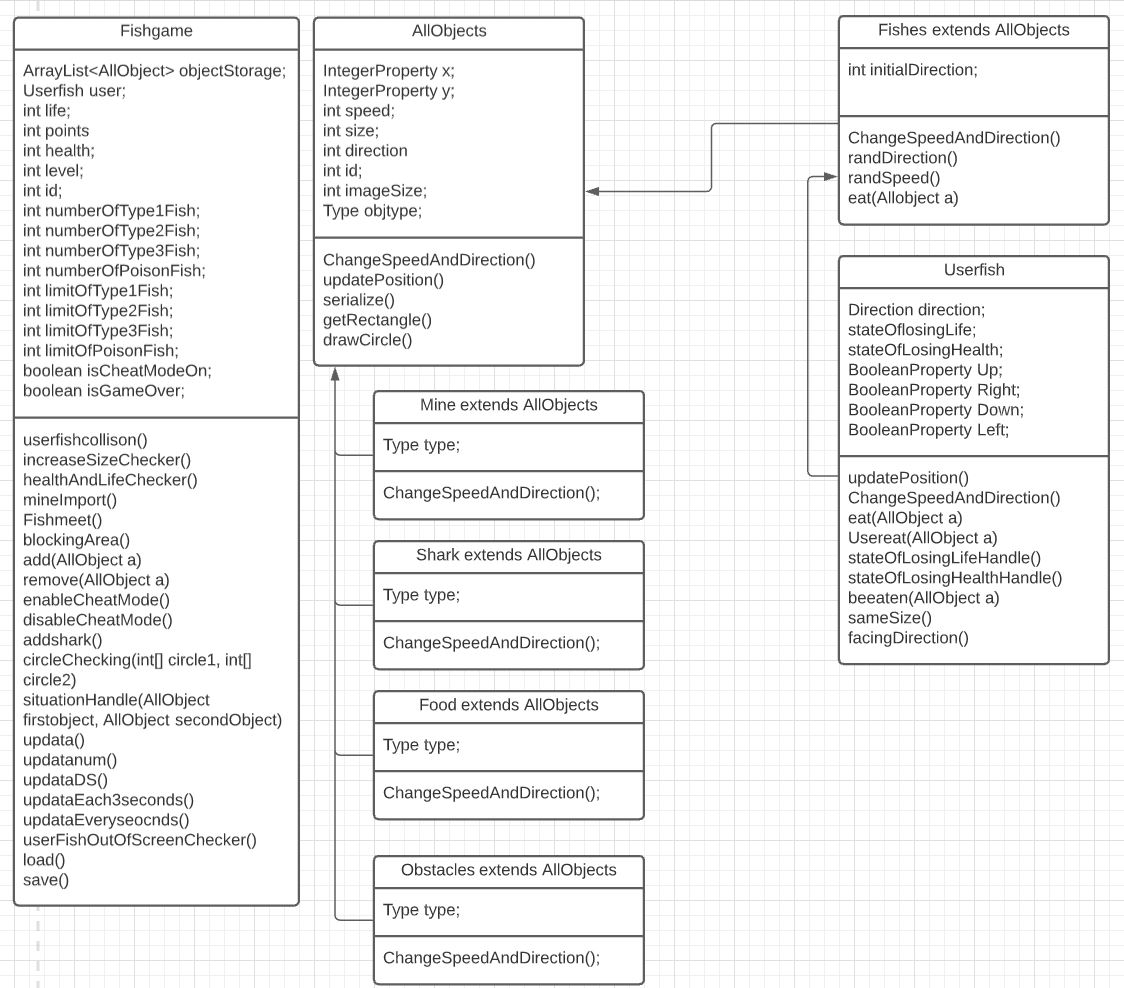 Fishgame
ArrayList<AllObject> objectStorage;
Userfish user;
int life;
int points
int health;
int level;
int id;
int numberOfType1Fish;
int numberOfType2Fish;
int numberOfType3Fish;
int numberOfPoisonFish;
int limitOfType1Fish;
int limitOfType2Fish;
int limitOfType3Fish;
int limitOfPoisonFish;
boolean isCheatModeOn;
boolean isGameOver;
userfishcollison()
increaseSizeChecker()
healthAndLifeChecker()
mineImport()
Fishmeet()
blockingArea()
add(AllObject a)
remove(AllObject a)
enableCheatMode()
disableCheatMode()
addshark()
circleChecking(int[] circle1, int[]
circle2)
situationHandle(AllObject
firstobject, AllObject secondObject)
updata()
updatanum()
updataDS()
updataEach3seconds()
updataEveryseocnds()
userFishOutOfScreenChecker()
load()
save()
AllObjects
IntegerProperty x;
IntegerProperty y;
int speed;
int size;
int direction
int id;
int imageSize;
Type objtype;
ChangeSpeedAndDirection()
updatePosition()
serialize()
getRectangle()
drawCircle()
Mine extends AllObjects
Type type;
ChangeSpeedAndDirection();
Shark extends AllObjects
Type type;
ChangeSpeedAndDirection();
Food extends AllObjects
Type type;
ChangeSpeedAndDirection();
Obstacles extends AllObjects
Type type;
ChangeSpeedAndDirection();
Fishes extends AllObjects
int initialDirection;
ChangeSpeedAndDirection()
randDirection()
randSpeed()
eat(Allobject a)
Userfish
Direction direction;
stateOflosingLife;
stateOfLosingHealth;
BooleanProperty Up;
BooleanProperty Right;
BooleanProperty Down;
BooleanProperty Left;
updatePosition()
ChangeSpeedAndDirection()
eat(AllObject a)
Usereat(AllObject a)
stateOfLosingLifeHandle()
stateOfLosingHealthHandle()
beeaten(AllObject a)
sameSize()
facingDirection()